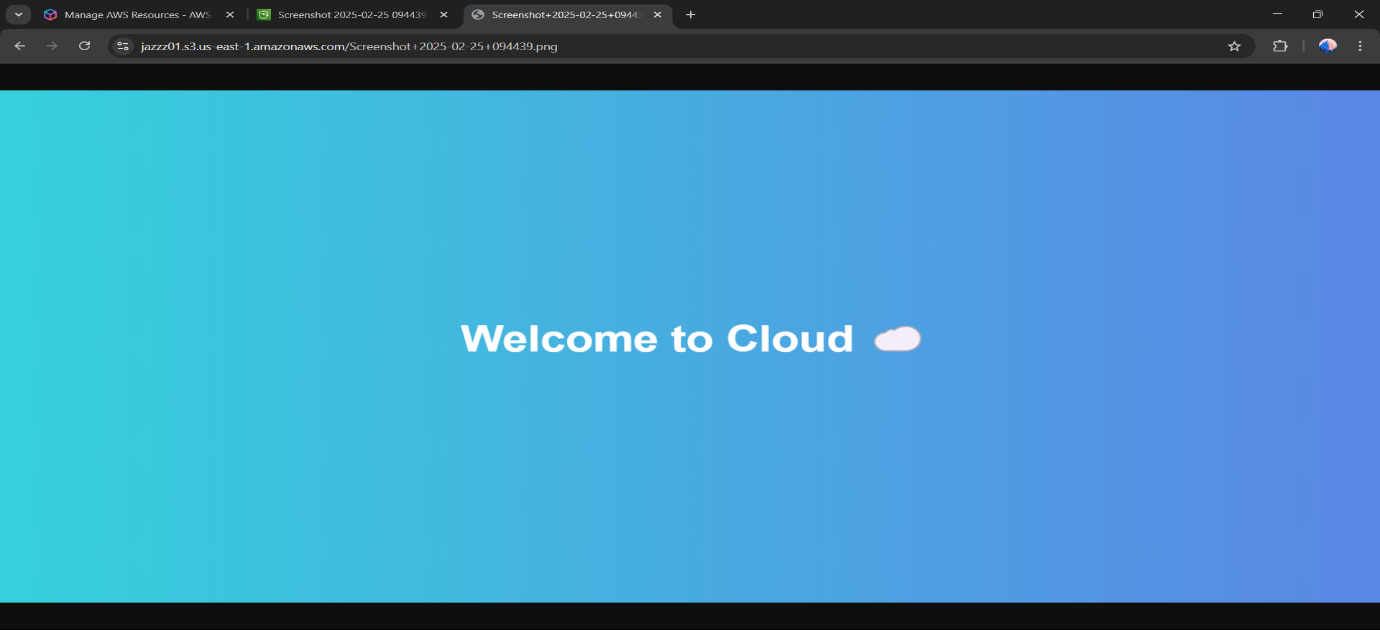 Manage AWS Resources - AWS
Screenshot 2025-02-25 094439
Screenshot+2025-02-25+0944
jazzz01.s3.us-east-1.amazonaws.com/Screenshot+2025-02-25+094439.png
Welcome to Cloud